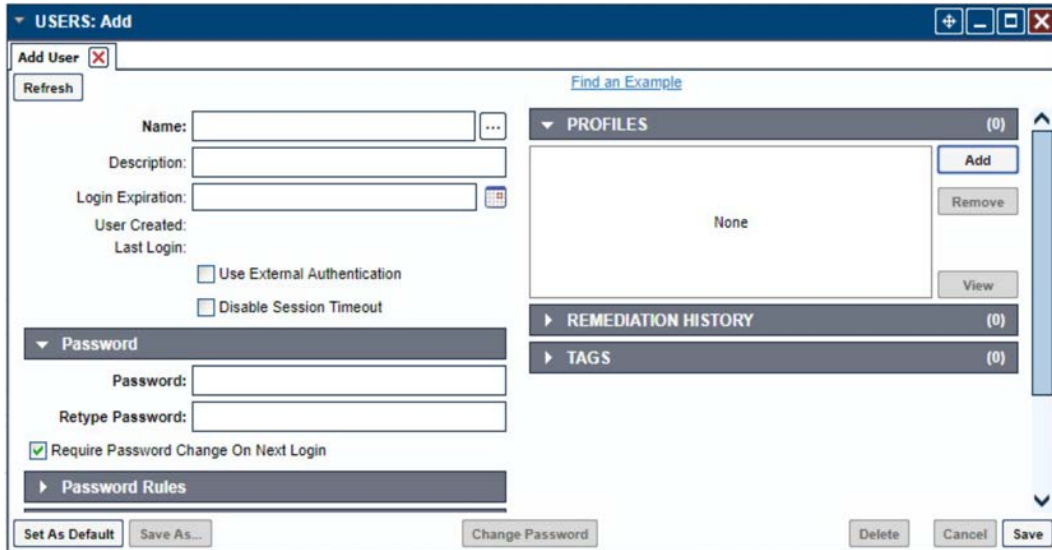 USERS: Add
Add User
Refresh
Find an Example
Name:
...
Description:
Login Expiration:
User Created:
Last Login:
Use External Authentication
Disable Session Timeout
Password
Password:
Retype Password:
Require Password Change On Next Login
Password Rules
PROFILES (0)
None
Add
Remove
View
REMEDIATION HISTORY (0)
TAGS (0)
Set As Default Save As... Change Password Delete Cancel Save